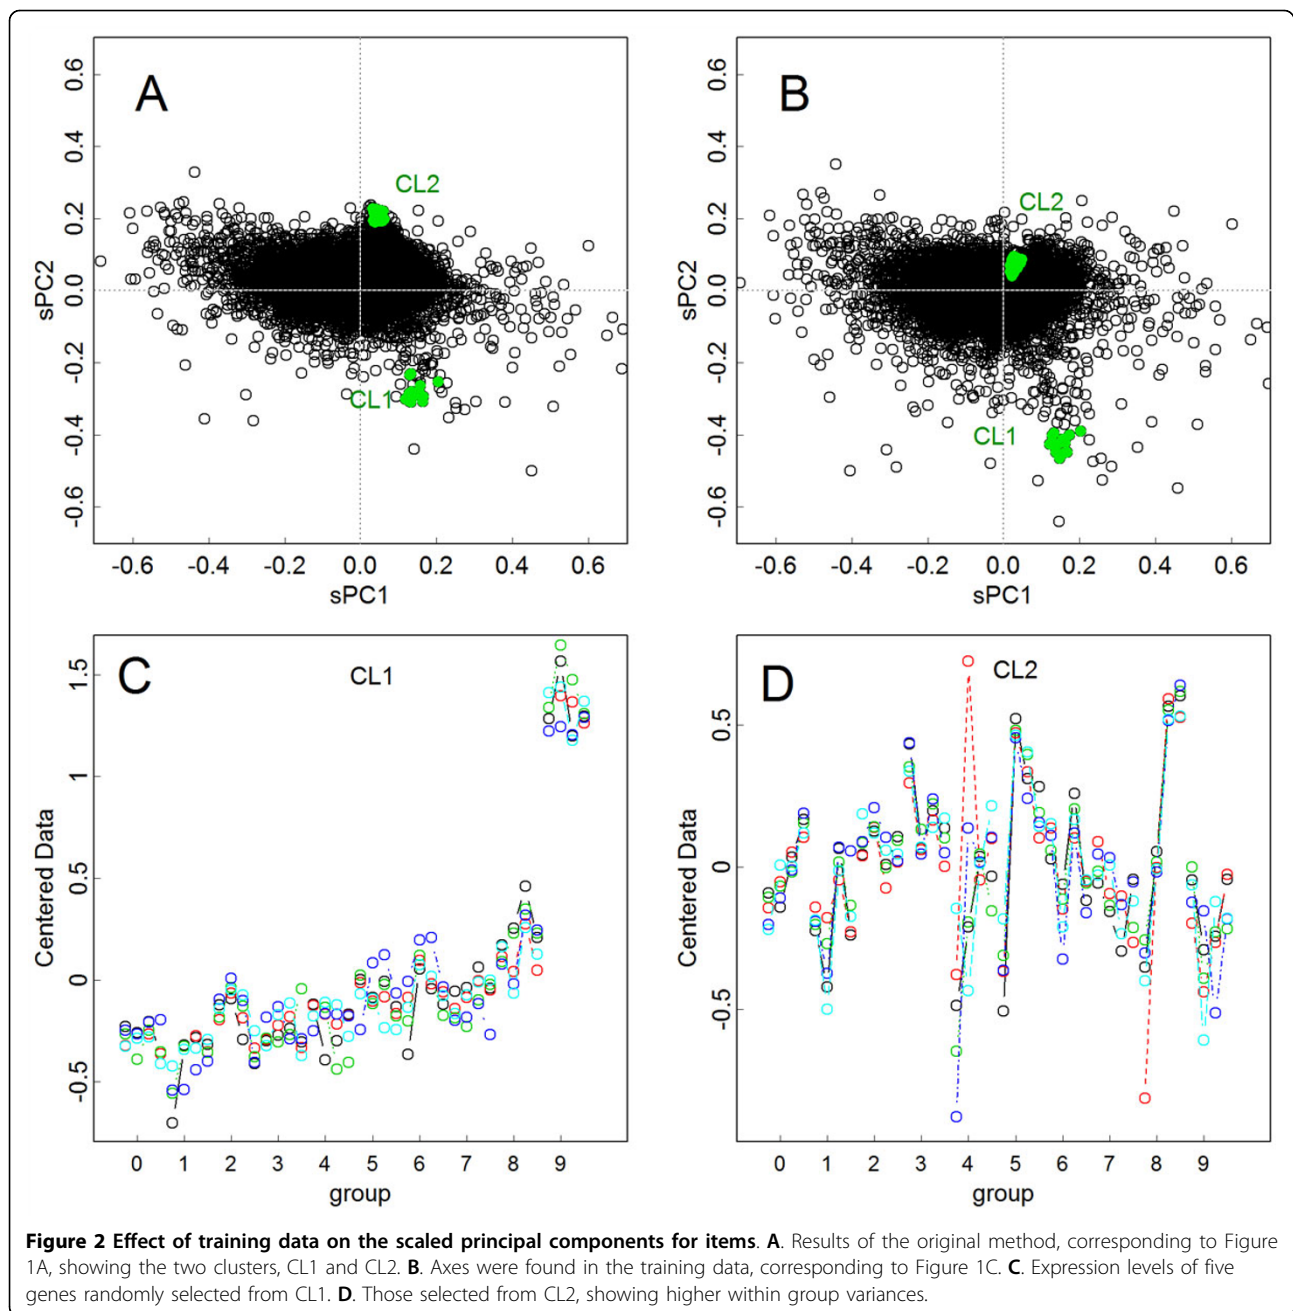 A
CL2
CL1
sPC2
0.6
0.4
0.2
0.0
-0.2
-0.4
-0.6
-0.6 -0.4 -0.2 0.0 0.2 0.4 0.6
sPC1
B
CL2
CL1
sPC2
0.6
0.4
0.2
0.0
-0.2
-0.4
-0.6
-0.6 -0.4 -0.2 0.0 0.2 0.4 0.6
sPC1
C
CL1
Centered Data
1.5
1
0.5
0
-0.5
0 1 2 3 4 5 6 7 8 9
group
D
CL2
Centered Data
0.5
0
-0.5
0 1 2 3 4 5 6 7 8 9
group
Figure 2 Effect of training data on the scaled principal components for items. A. Results of the original method, corresponding to Figure
1A, showing the two clusters, CL1 and CL2. B. Axes were found in the training data, corresponding to Figure 1C. C. Expression levels of five
genes randomly selected from CL1. D. Those selected from CL2, showing higher within group variances.